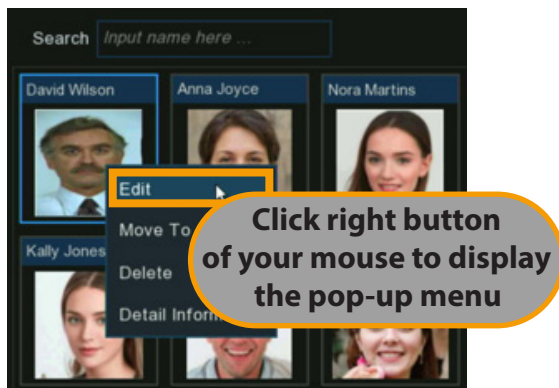 Search Input name here ...
David Wilson Anna Joyce Nora Martins
Edit
Move To
Kally Jones
Delete
Detail
Click right button
of your mouse to display
the pop-up menu